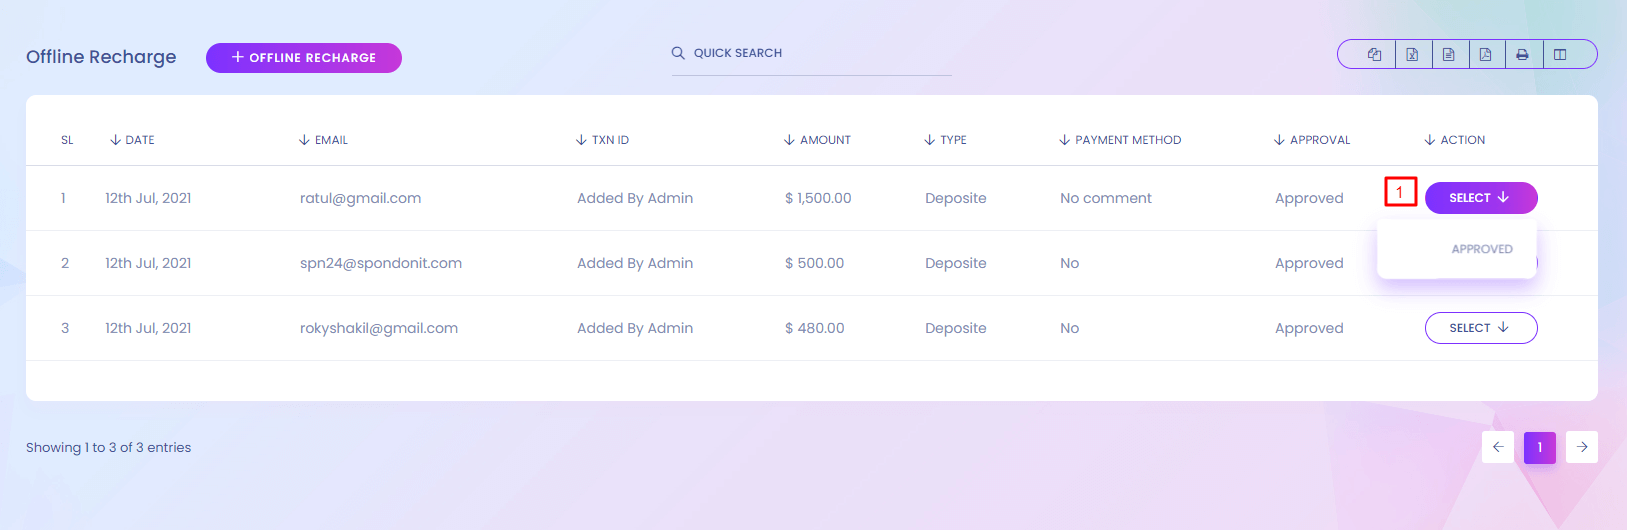 Offline Recharge
+ OFFLINE RECHARGE
QUICK SEARCH
SL DATE EMAIL TXN ID AMOUNT TYPE PAYMENT METHOD APPROVAL ACTION
1 12th Jul, 2021 ratul@gmail.com Added By Admin $ 1,500.00 Deposite No comment Approved 1 SELECT
APPROVED
2 12th Jul, 2021 spn24@spondonit.com Added By Admin $ 500.00 Deposite No Approved
3 12th Jul, 2021 rokyshakil@gmail.com Added By Admin $ 480.00 Deposite No Approved SELECT
Showing 1 to 3 of 3 entries
1